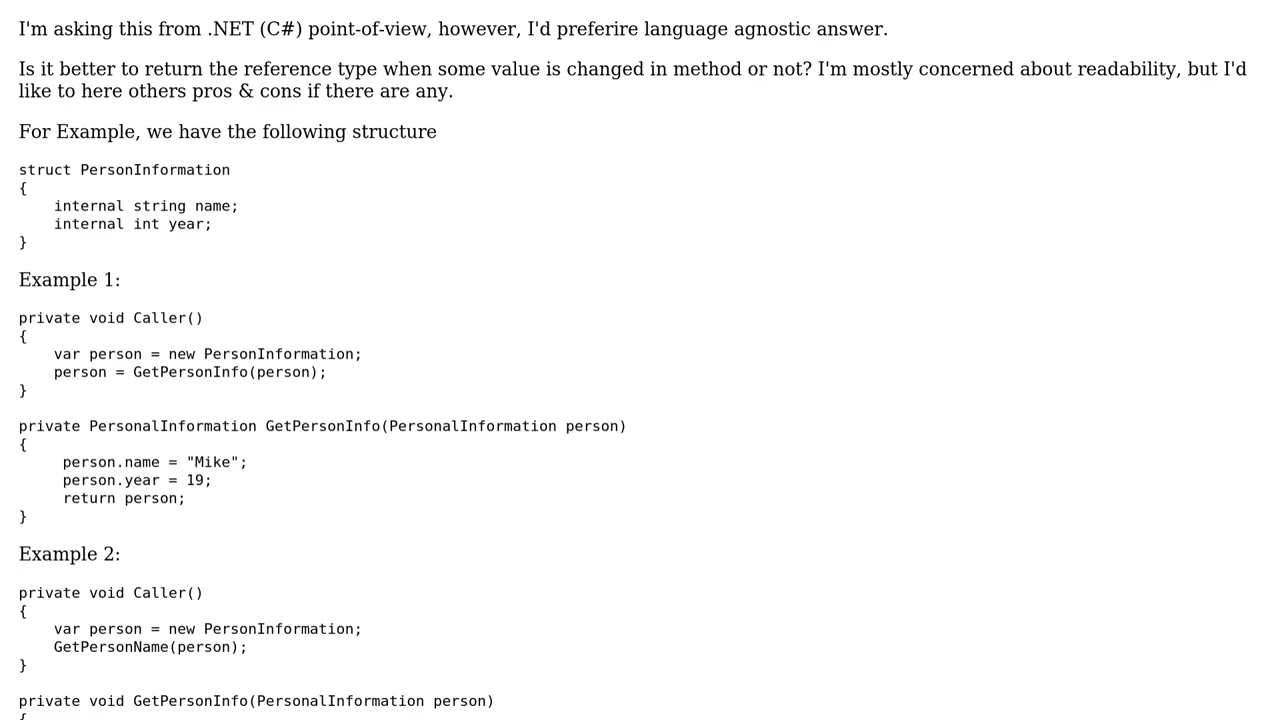 I'm asking this from .NET (C#) point-of-view, however, I'd preferire language agnostic answer.
Is it better to return the reference type when some value is changed in method or not? I'm mostly concerned about readability, but I'd
like to here others pros & cons if there are any.
For Example, we have the following structure
struct PersonInformation
{
    internal string name;
    internal int year;
}
Example 1:
private void Caller()
{
    var person = new PersonInformation;
    person = GetPersonInfo(person);
}
private PersonalInformation GetPersonInfo(PersonalInformation person)
{
     person.name = "Mike";
     person.year = 19;
     return person;
}
Example 2:
private void Caller()
{
    var person = new PersonInformation;
    GetPersonName(person);
}
private void GetPersonInfo(PersonalInformation person)
{